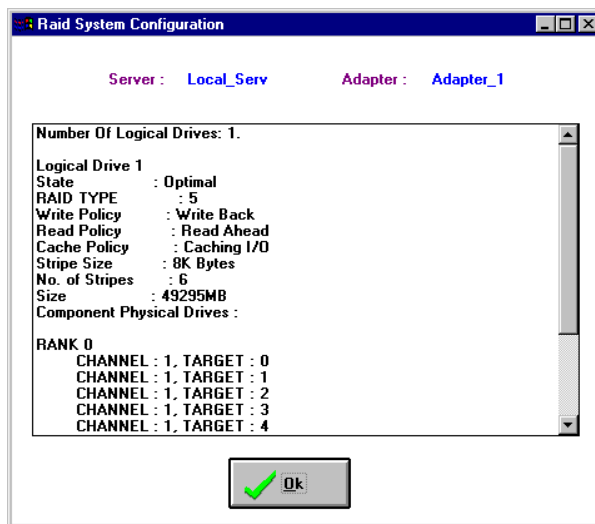 Raid System Configuration
Server : Local_Serv Adapter : Adapter_1
Number Of Logical Drives: 1.
Logical Drive 1
State : Optimal
RAID TYPE : 5
Write Policy : Write Back
Read Policy : Read Ahead
Cache Policy : Caching I/O
Stripe Size : 8K Bytes
No. of Stripes : 6
Size : 49295MB
Component Physical Drives :
RANK 0
CHANNEL : 1, TARGET : 0
CHANNEL : 1, TARGET : 1
CHANNEL : 1, TARGET : 2
CHANNEL : 1, TARGET : 3
CHANNEL : 1, TARGET : 4
Ok